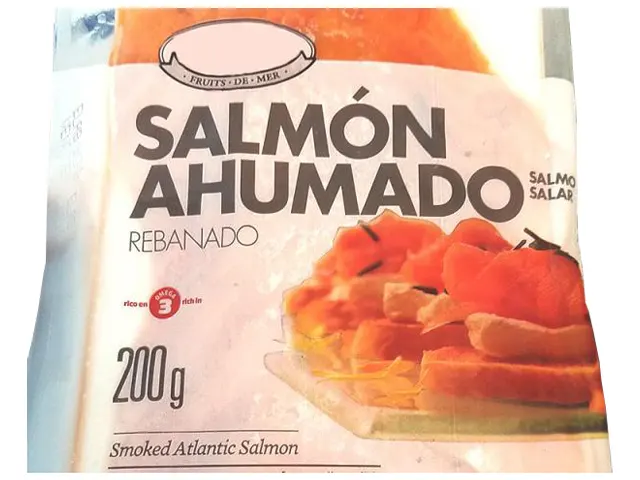 · FRUITS · DE · MER ·
SALMÓN
AHUMADO
SALMO
SALAR
REBANADO
rico en OMEGA 3 rich in
200g
Smoked Atlantic Salmon